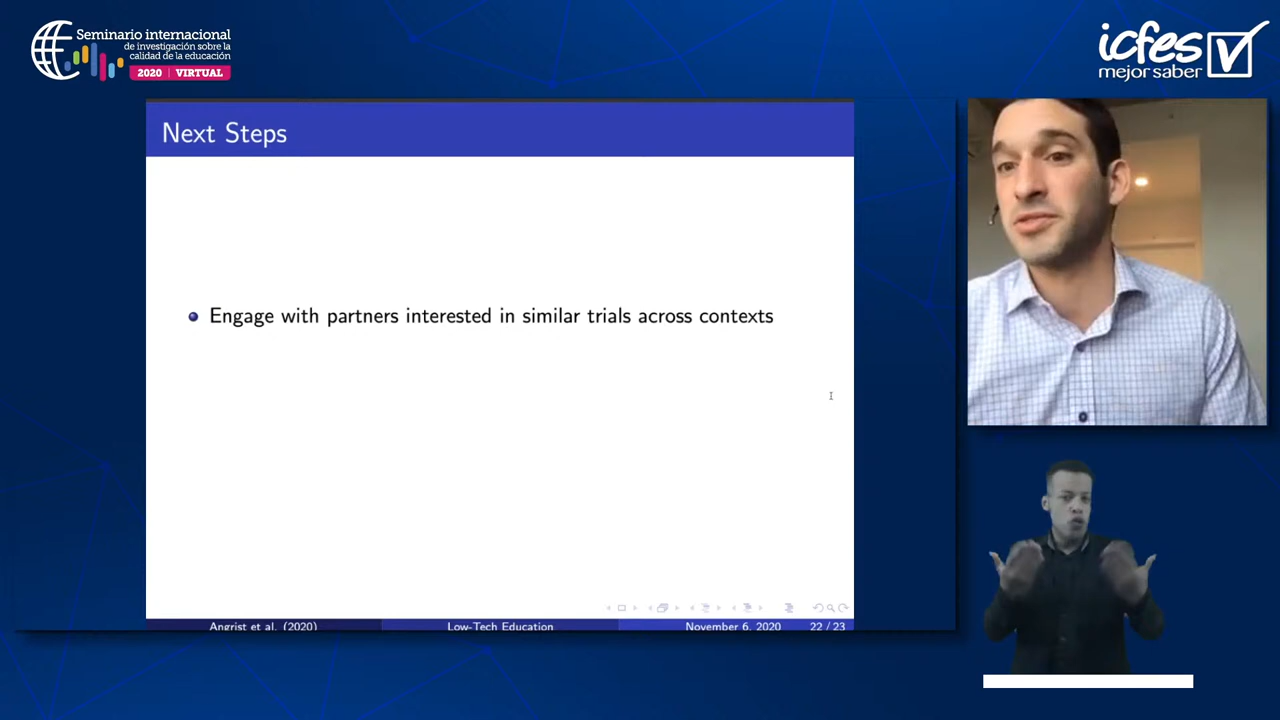 Seminario internacional
de investigación sobre la
calidad de la educación
2020 | VIRTUAL
icfes
mejor saber
Next Steps
Engage with partners interested in similar trials across contexts
Angrist et al. (2020)
Low-Tech Education
November 6, 2020
22 / 23